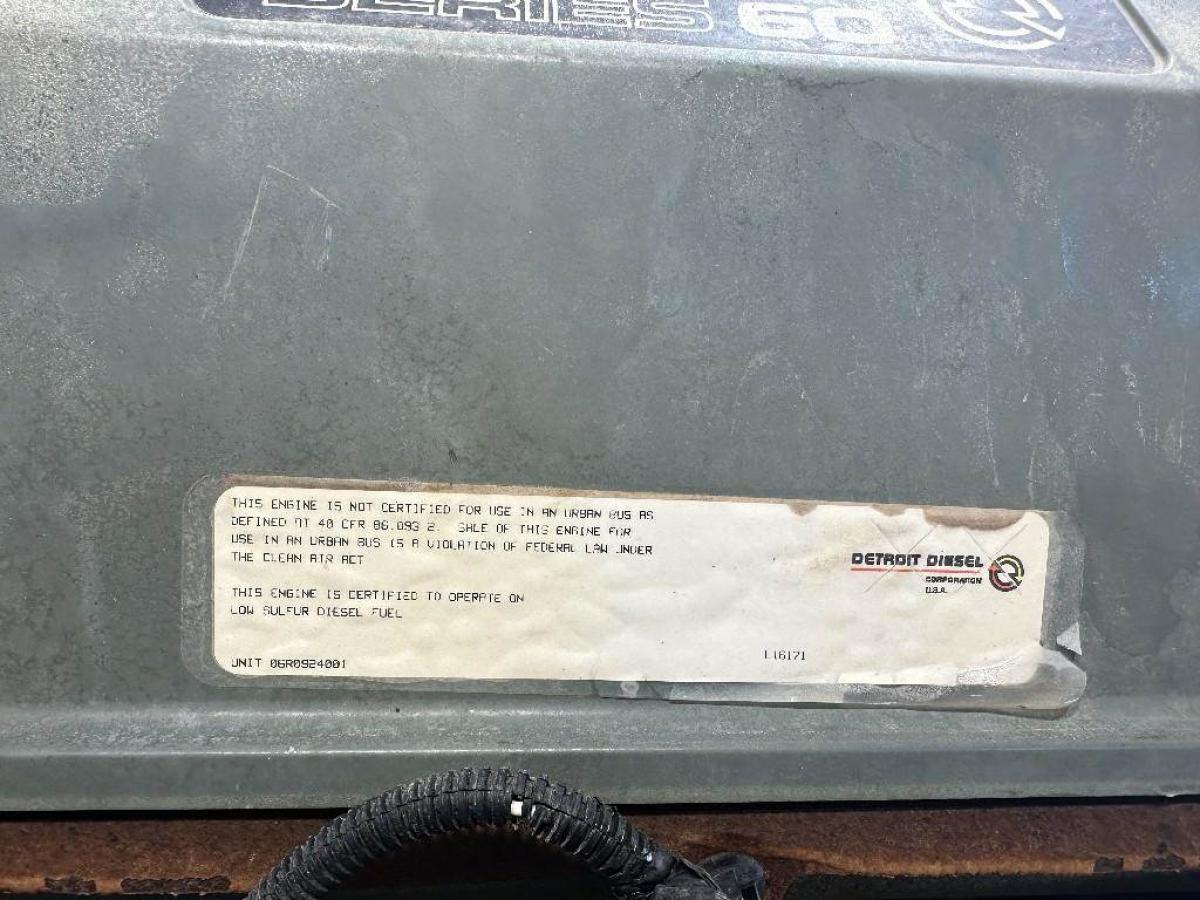 SERIES 60
THIS ENGINE IS NOT CERTIFIED FOR USE IN AN URBAN BUS AS
DEFINED AT 40 CFR 86.093 2. SALE OF THIS ENGINE FOR
USE IN AN URBAN BUS IS A VIOLATION OF FEDERAL LAW UNDER
THE CLEAN AIR ACT
THIS ENGINE IS CERTIFIED TO OPERATE ON
LOW SULFUR DIESEL FUEL
UNIT 06R0924001
L16171
DETROIT DIESEL
CORPORATION
U.S.A.